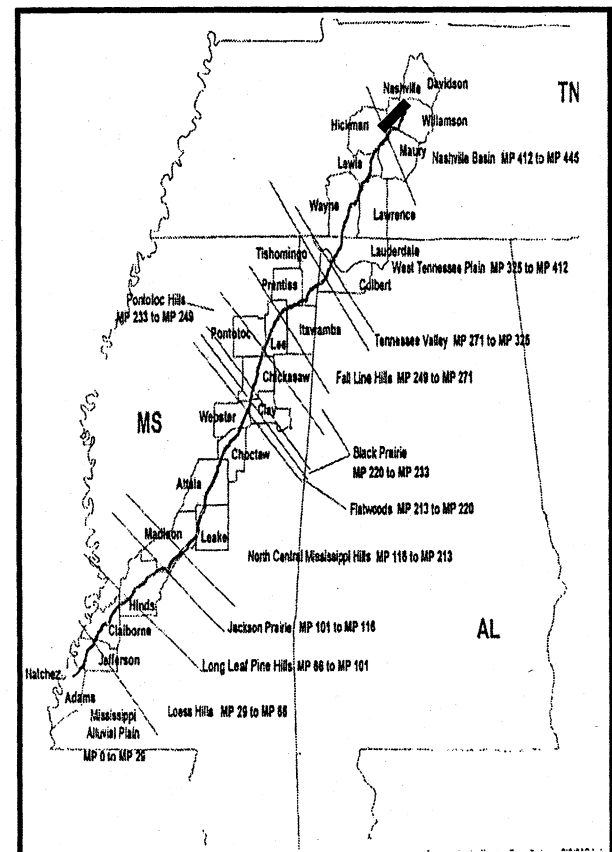 Nashville
Davidson
TN
Hickman
Williamson
Maury
Nashville Basin MP 412 to 445
Lewis
Wayne
Lawrence
Lauderdale
Tishomingo
West Tennessee Plain MP 325 to 412
Prentiss
Colbert
Pontotoc Hills
MP 233 to MP 249
Itawamba
Pontotoc
Lee
Tennessee Valley MP 271 to MP 325
Chickasaw
Fall Line Hills MP 249 to MP 271
MS
Webster
Clay
Choctaw
Black Prairie
MP 220 to MP 233
Attala
Flatwoods MP 213 to MP 220
Madison
Leake
North Central Mississippi Hills MP 116 to MP 213
Hinds
Jackson Prairie MP 101 to MP 116
AL
Claiborne
Jefferson
Long Leaf Pine Hills MP 66 to MP 101
Natchez
Adams
Mississippi
Alluvial Plain
MP 0 to MP 29
Loess Hills MP 29 to MP 66